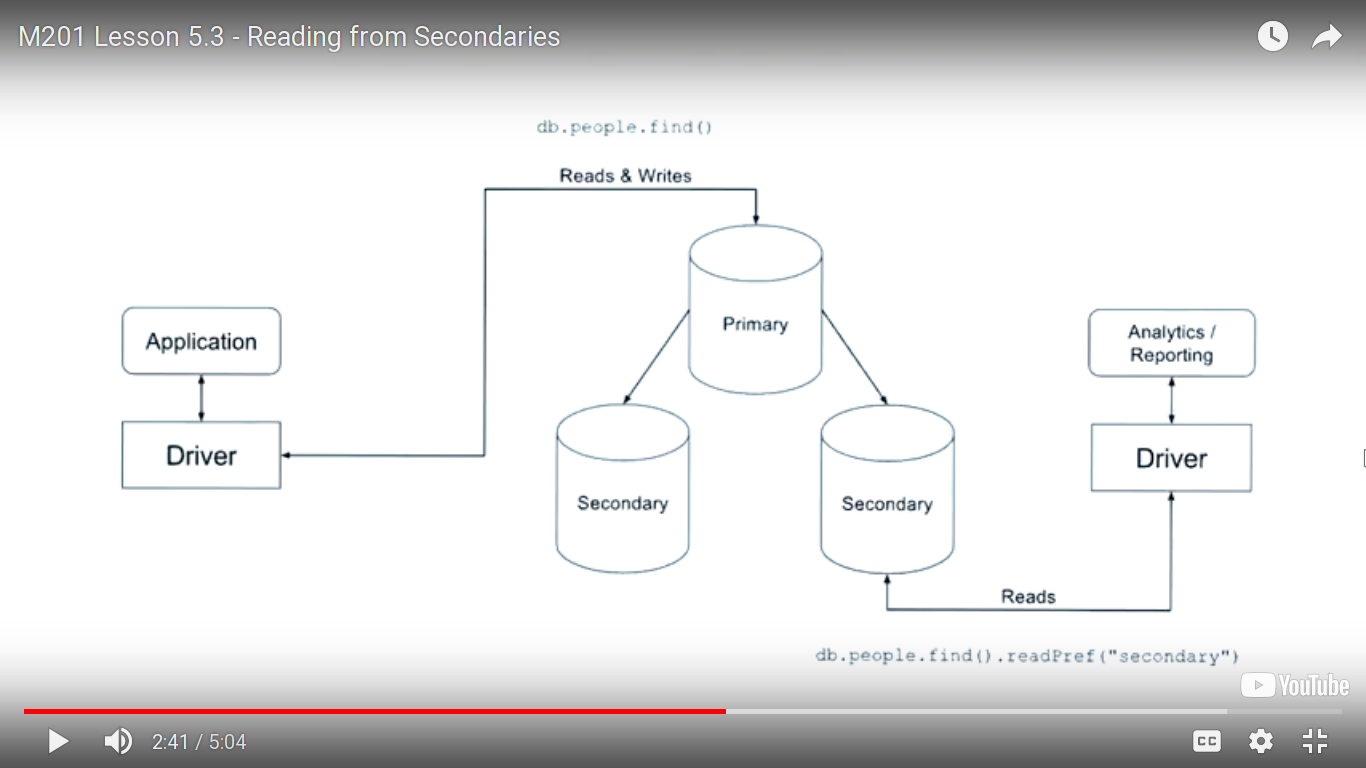 M201 Lesson 5.3 - Reading from Secondaries
db.people.find()
Reads & Writes
Primary
Application
Driver
Secondary
Secondary
Analytics /
Reporting
Driver
Reads
db.people.find().readPref("secondary")
YouTube
2:41 / 5:04
CC